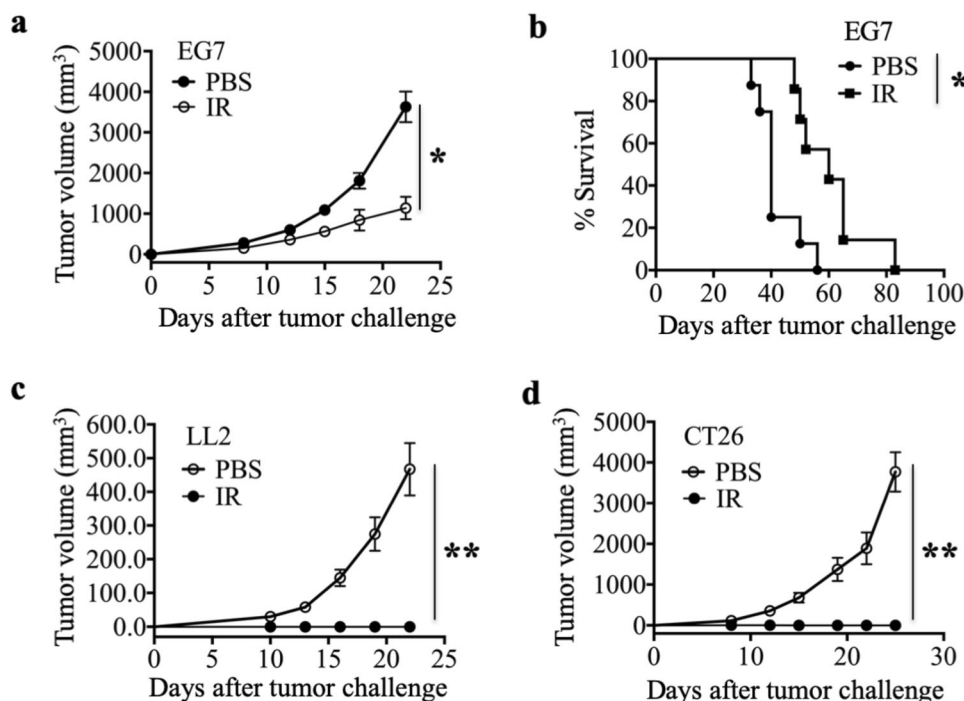 a
EG7
PBS
IR
Tumor volume (mm³)
5000
4000
3000
2000
1000
0
0 5 10 15 20 25
Days after tumor challenge
*
b
EG7
PBS
IR
*
% Survival
100
80
60
40
20
0
0 20 40 60 80 100
Days after tumor challenge
c
LL2
PBS
IR
Tumor volume (mm³)
600.0
500.0
400.0
300.0
200.0
100.0
0.0
0 5 10 15 20 25
Days after tumor challenge
**
d
CT26
PBS
IR
Tumor volume (mm³)
5000
4000
3000
2000
1000
0
0 10 20 30
Days after tumor challenge
**